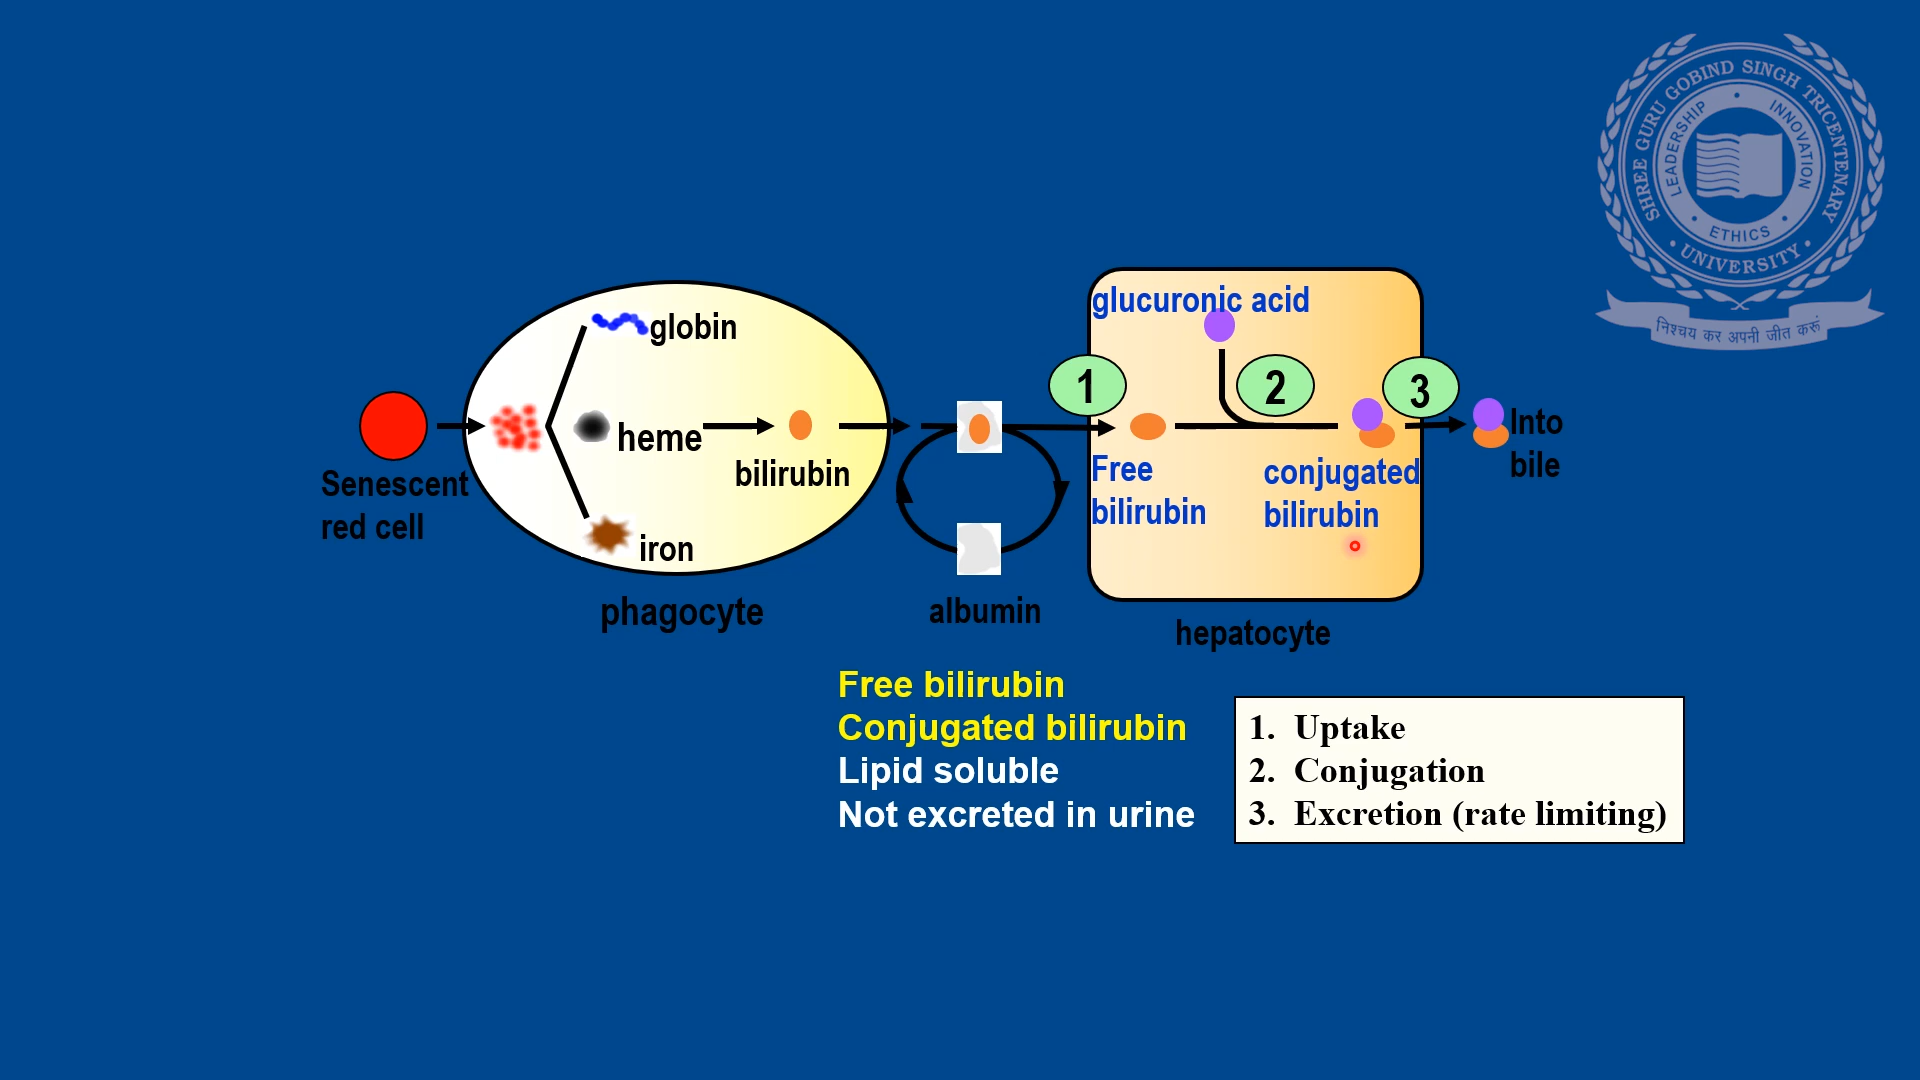 SHREE GURU GOBIND SINGH TRICENTENARY
UNIVERSITY
LEADERSHIP
INNOVATION
ETHICS
निश्चय कर अपनी जीत करूं
glucuronic acid
globin
1
2
3
heme
bilirubin
Into
bile
Senescent
red cell
Free
bilirubin
conjugated
bilirubin
iron
phagocyte
albumin
hepatocyte
Free bilirubin
Conjugated bilirubin
Lipid soluble
Not excreted in urine
1. Uptake
2. Conjugation
3. Excretion (rate limiting)